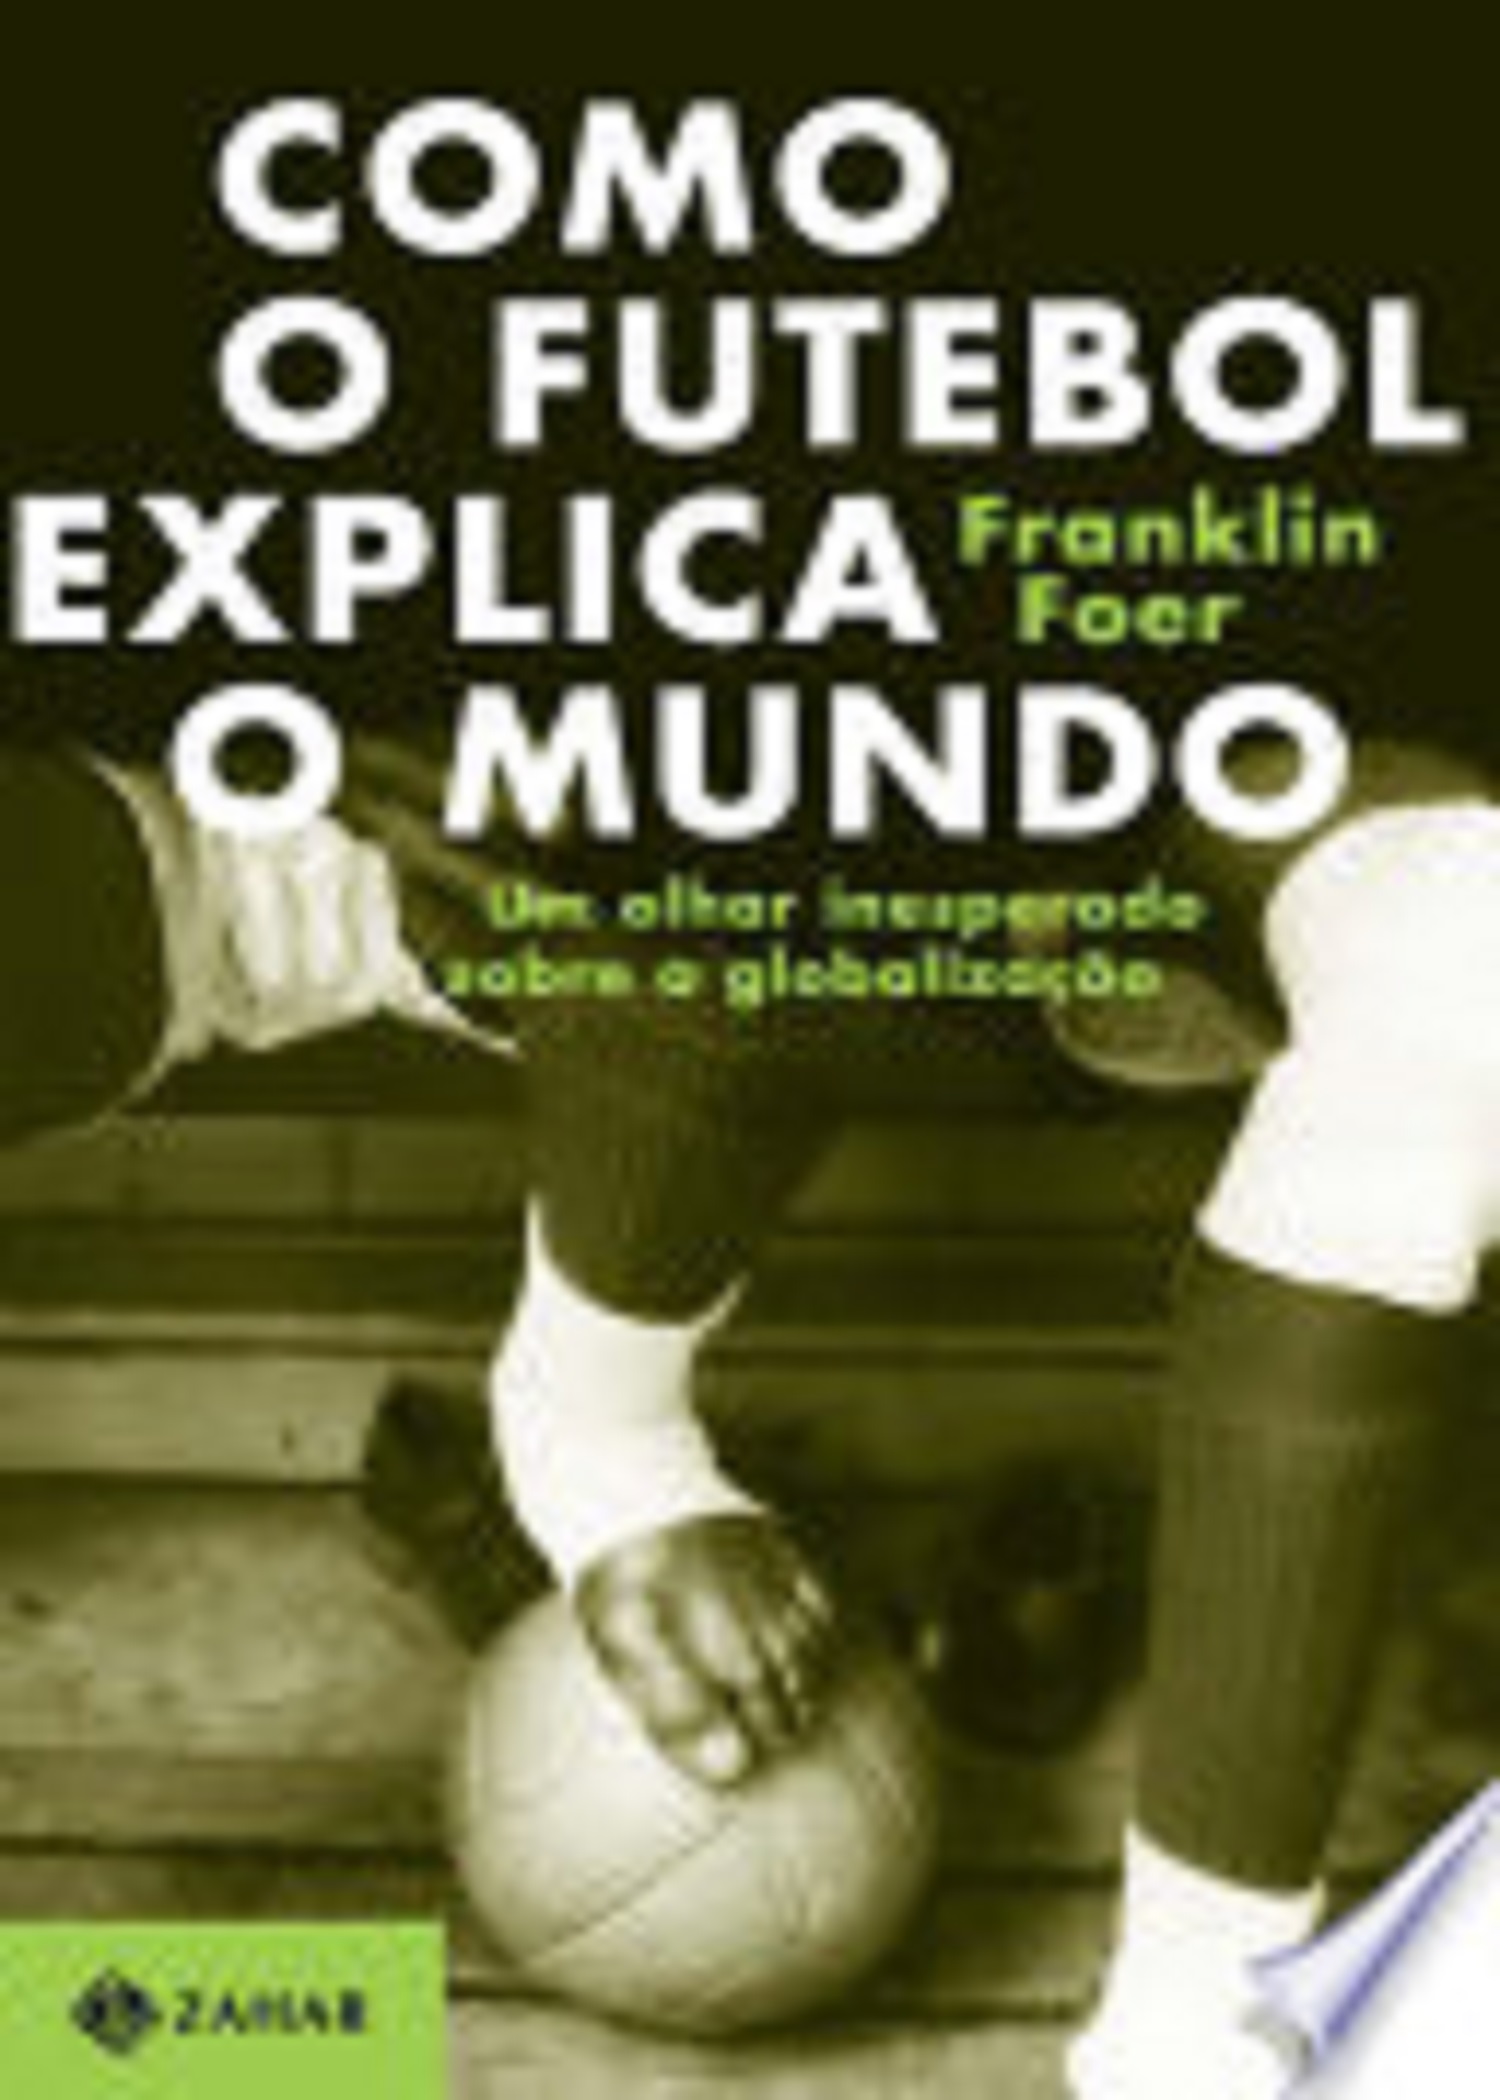 COMO
O FUTEBOL
EXPLICA
Franklin
Foer
O MUNDO
Um olhar inesperado
sobre a globalização
ZAHAR